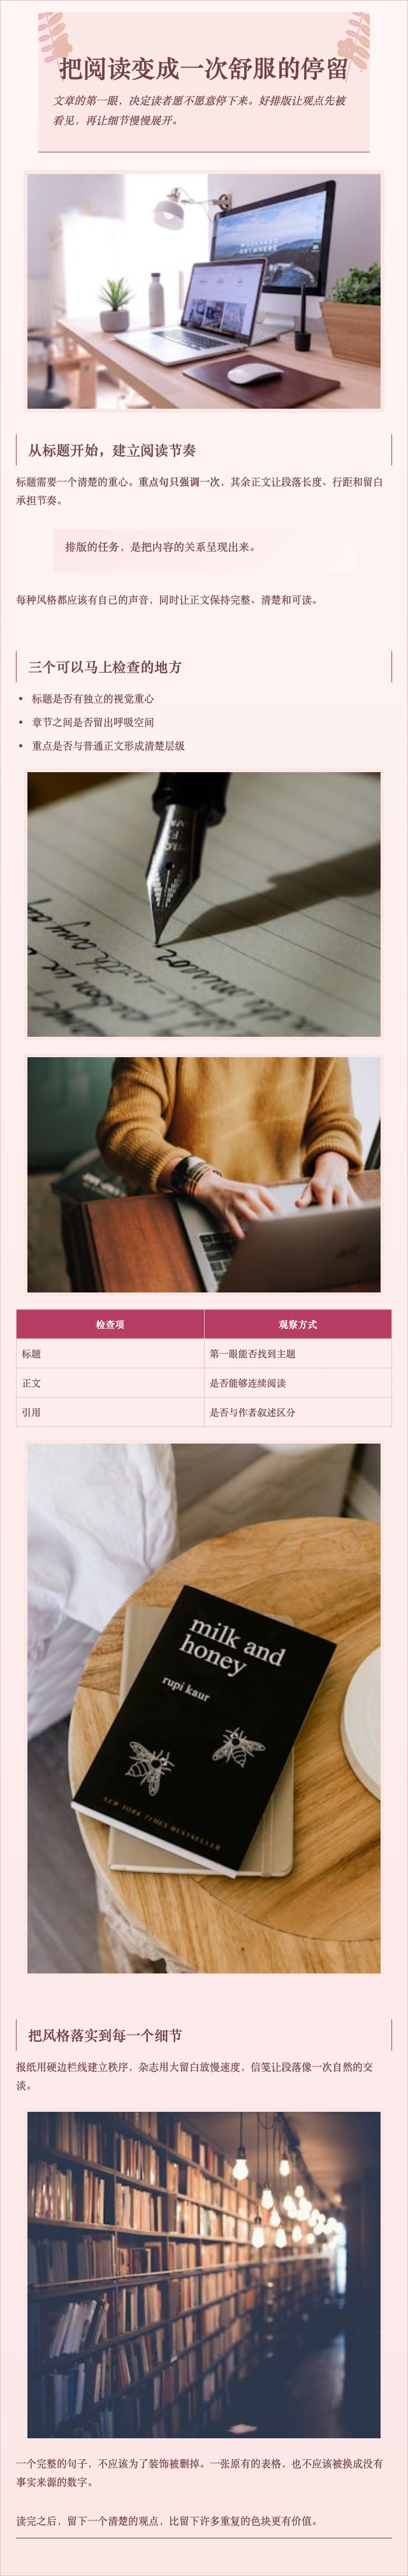 把阅读变成一次舒服的停留
文章的第一眼，决定读者愿不愿意停下来。好排版让观点先被
看见，再让细节慢慢展开。
从标题开始，建立阅读节奏
标题需要一个清楚的重心。重点句只强调一次，其余正文让段落长度、行距和留白
承担节奏。
排版的任务，是把内容的关系呈现出来。
每种风格都应该有自己的声音，同时让正文保持完整、清楚和可读。
三个可以马上检查的地方
• 标题是否有独立的视觉重心
• 章节之间是否留出呼吸空间
• 重点是否与普通正文形成清楚层级
检查项 观察方式
标题 第一眼能否找到主题
正文 是否能够连续阅读
引用 是否与作者叙述区分
milk and
honey
rupi kaur
NEW YORK TIMES BESTSELLER
把风格落实到每一个细节
报纸用硬边栏线建立秩序，杂志用大留白放慢速度，信笺让段落像一次自然的交
谈。
一个完整的句子，不应该为了装饰被删掉。一张原有的表格，也不应该被换成没有
事实来源的数字。
读完之后，留下一个清楚的观点，比留下许多重复的色块更有价值。